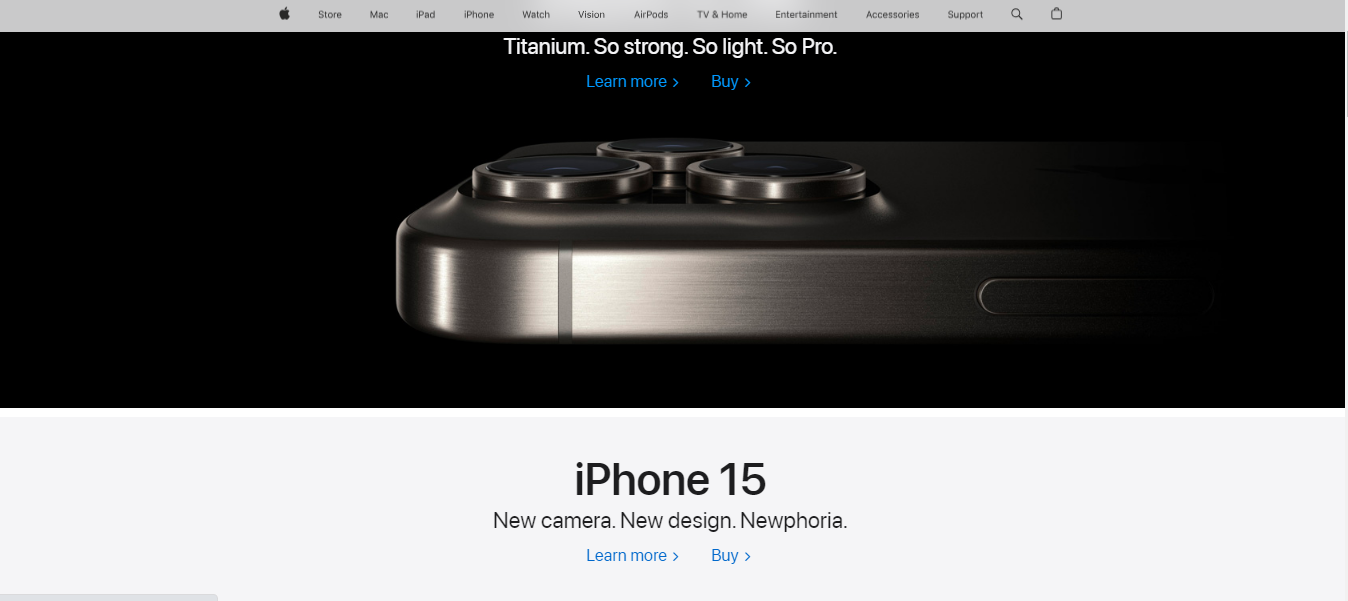 Store Mac iPad iPhone Watch Vision AirPods TV & Home Entertainment Accessories Support
Titanium. So strong. So light. So Pro.
Learn more > Buy >
iPhone 15
New camera. New design. Newphoria.
Learn more > Buy >